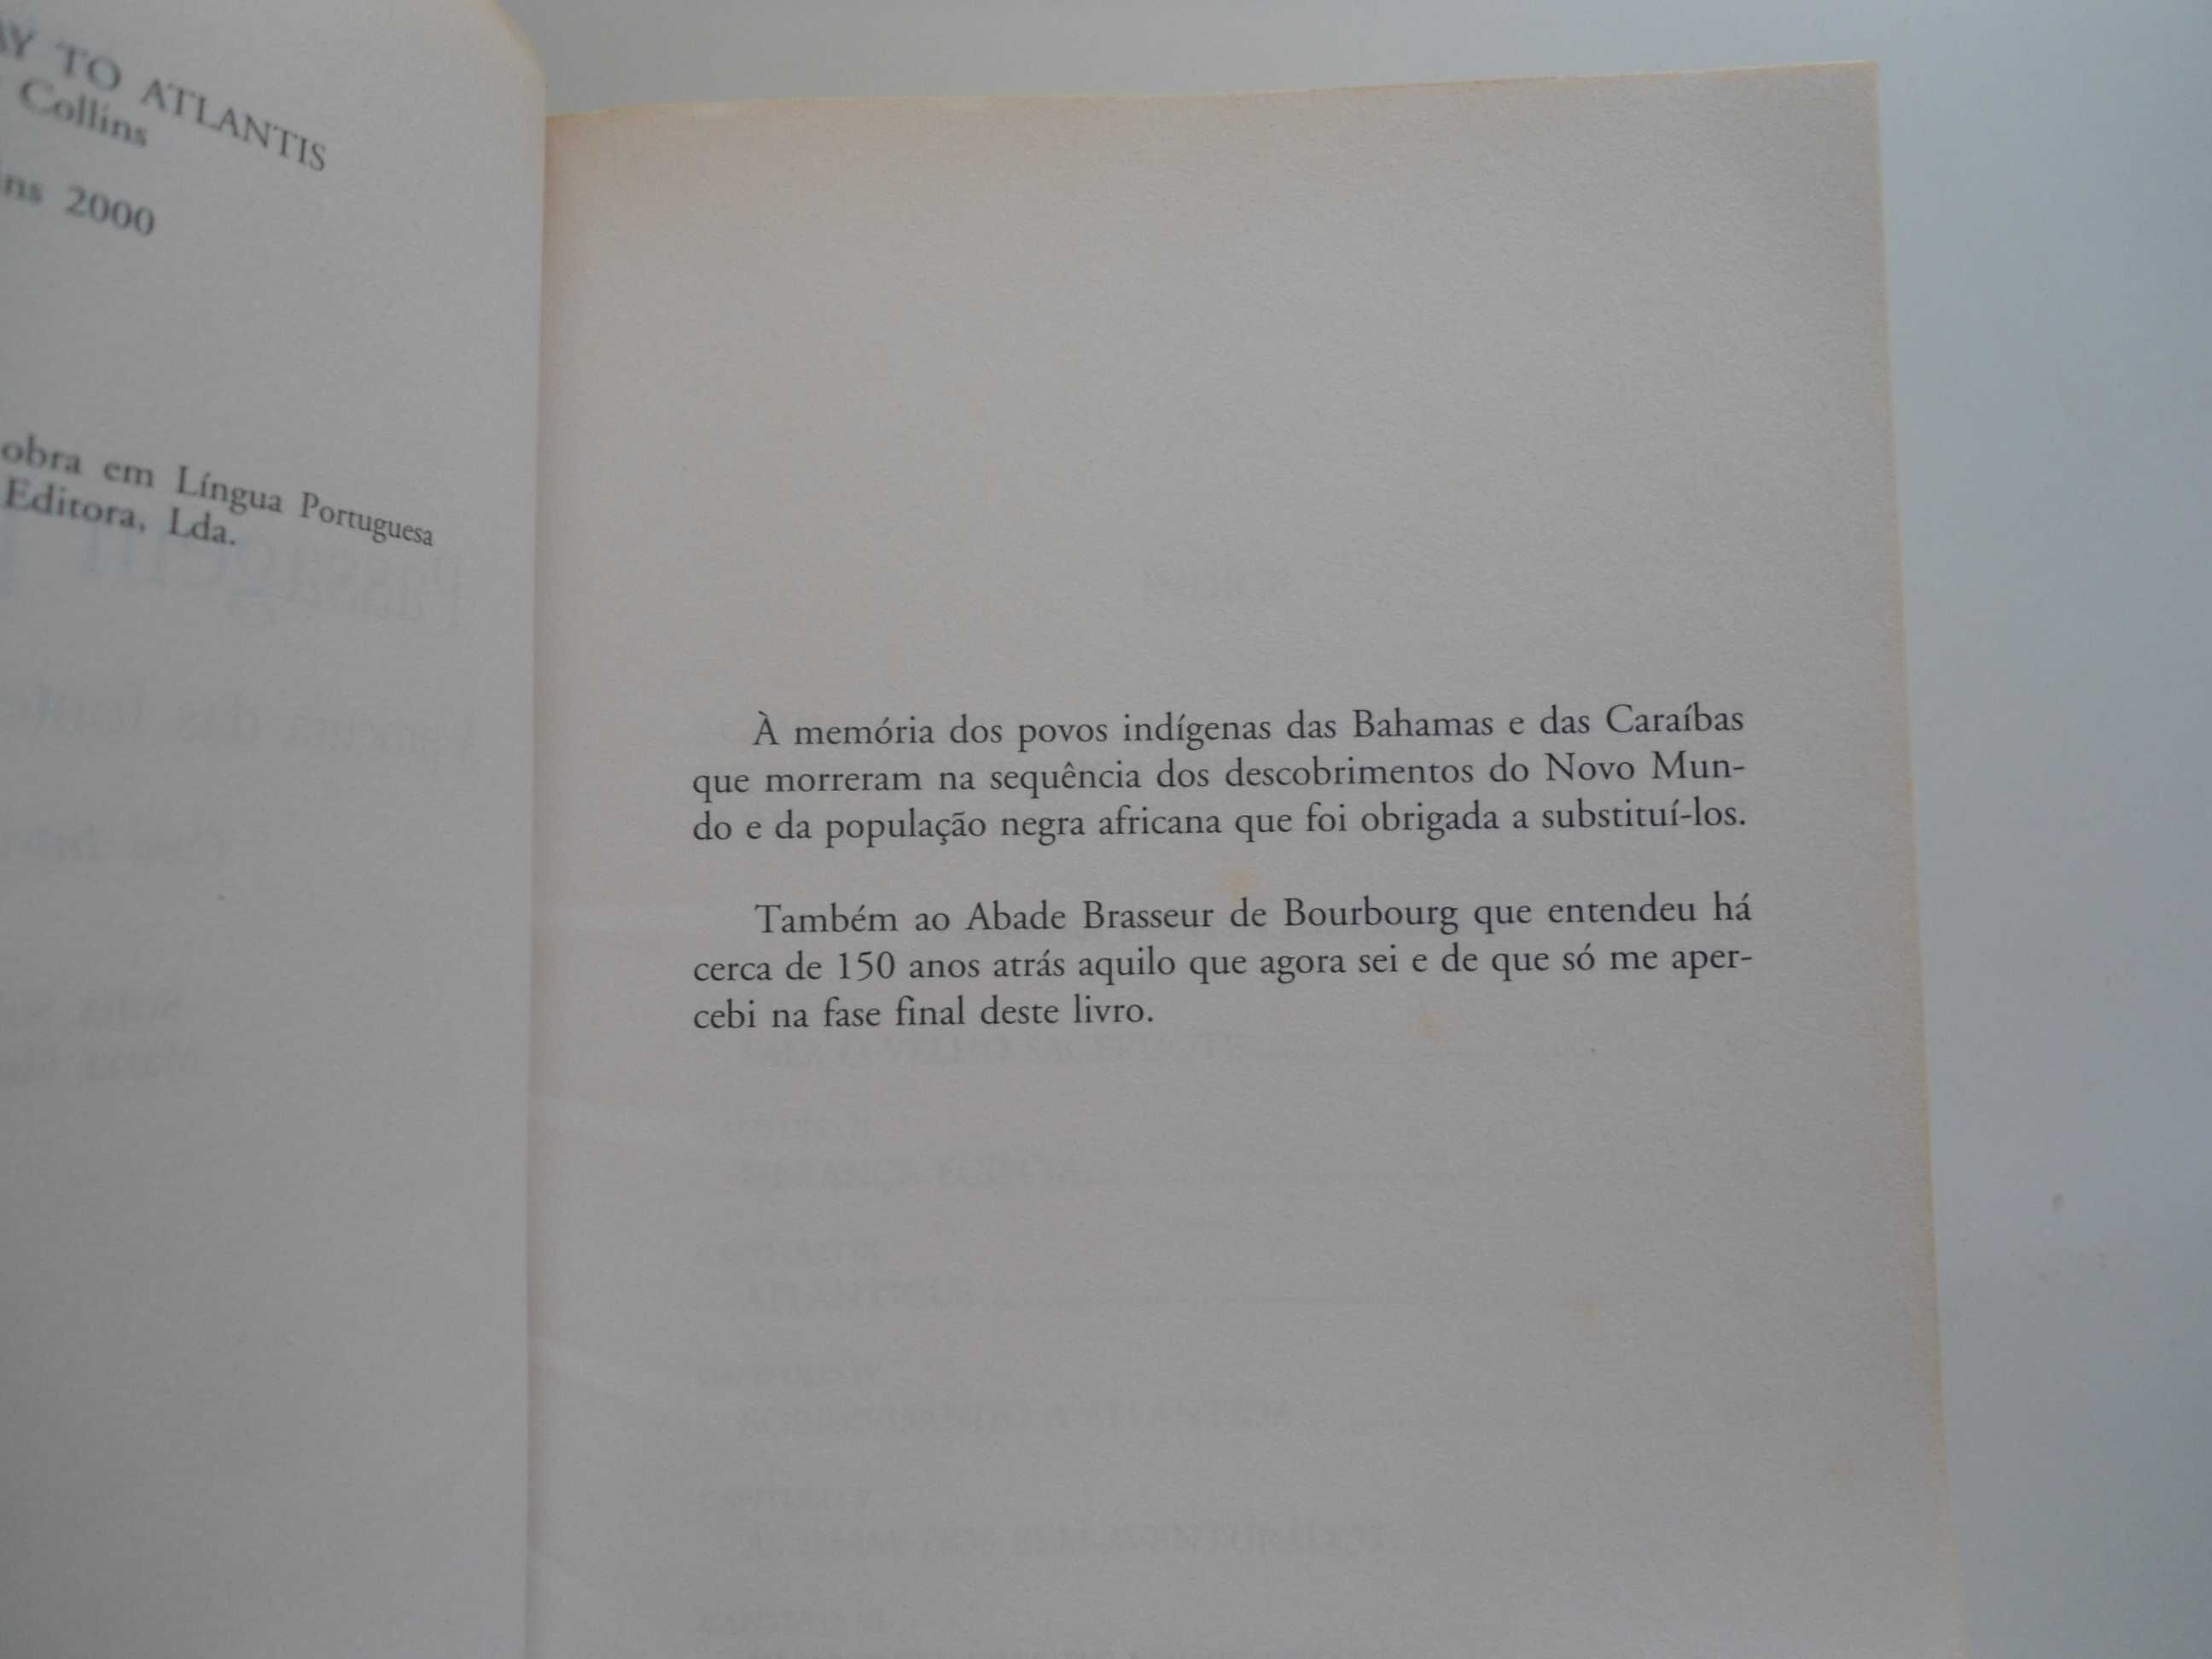 TO ATLANTIS
Collins
2000
obra em Língua Portuguesa
Editora, Lda.
À memória dos povos indígenas das Bahamas e das Caraíbas
que morreram na sequência dos descobrimentos do Novo Mun-
do e da população negra africana que foi obrigada a substituí-los.
Também ao Abade Brasseur de Bourbourg que entendeu há
cerca de 150 anos atrás aquilo que agora sei e de que só me aper-
cebi na fase final deste livro.